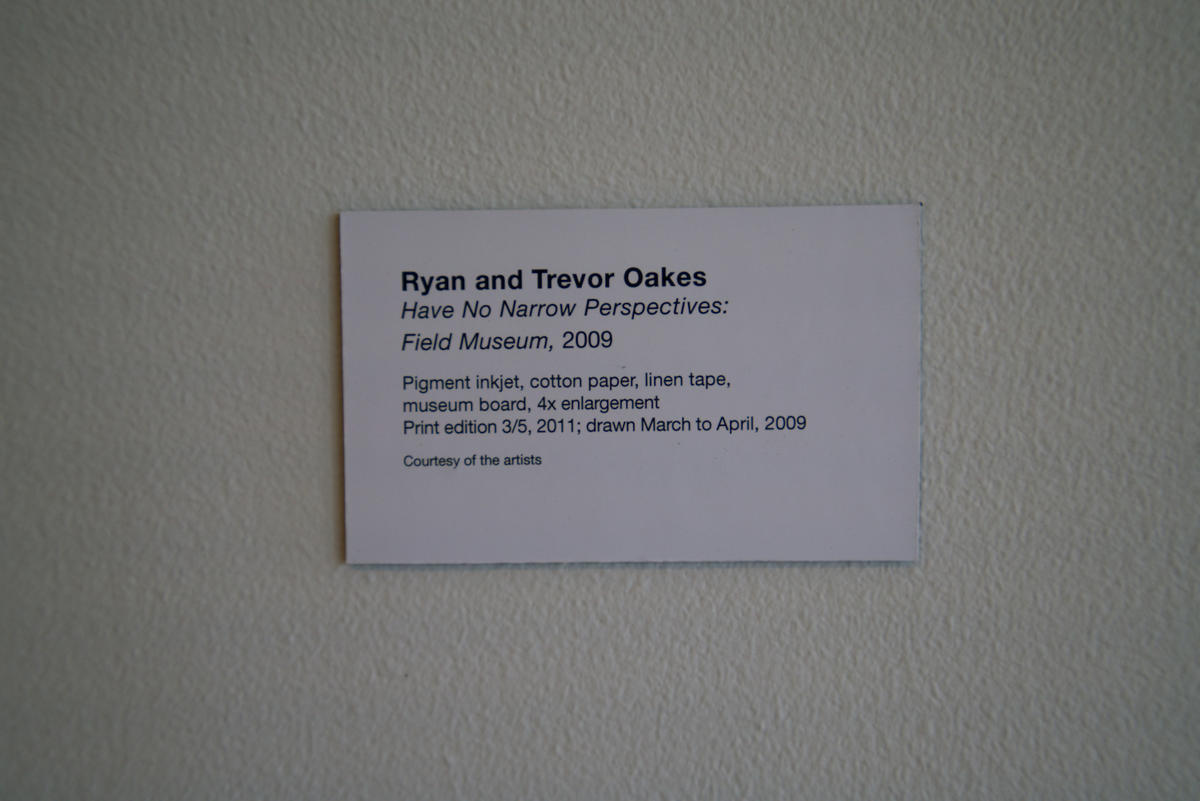 Ryan and Trevor Oakes
Have No Narrow Perspectives:
Field Museum, 2009
Pigment inkjet, cotton paper, linen tape,
museum board, 4x enlargement
Print edition 3/5, 2011; drawn March to April, 2009
Courtesy of the artists